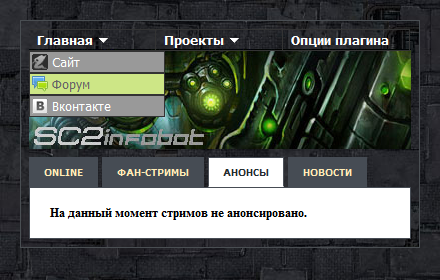 Главная Проекты Опции плагина
Сайт
Форум
B Вконтакте
SC2infobot
ONLINE ФАН-СТРИМЫ АНОНСЫ НОВОСТИ
На данный момент стримов не анонсировано.